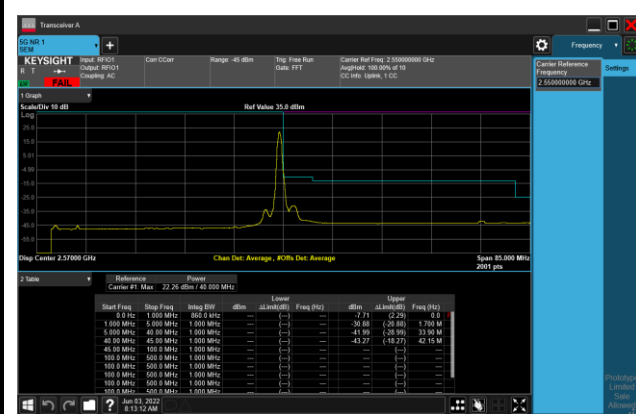 Transceiver A
5G NR 1
SEM
Frequency
KEYSIGHT
Input: RFIO1
Output: RFIO1
Coupling: AC
Corr CCorr
Range: -45 dBm
Trig: Free Run
Gate: FFT
Carrier Ref Freq: 2.550000000 GHz
Avg|Hold: 100.00% of 10
CC Info: Uplink, 1 CC
R T
FAIL
Carrier Reference
Frequency
2.550000000 GHz
Settings
1 Graph
Scale/Div 10 dB
Ref Value 35.0 dBm
Log
25.0
15.0
5.01
-4.99
-15.0
-25.0
-35.0
-45.0
-55.0
Disp Center 2.57000 GHz
Chan Det: Average , #Offs Det: Average
Span 85.000 MHz
2001 pts
2 Table
Reference Power
Carrier #1 Max 22.26 dBm / 40.000 MHz
Lower Upper
Start Freq Stop Freq Integ BW dBm ΔLimit(dB) Freq (Hz) dBm ΔLimit(dB) Freq (Hz)
0.0 Hz 1.000 MHz 860.0 kHz --- (---) --- -7.71 (2.29) 0.0
1.000 MHz 5.000 MHz 1.000 MHz --- (---) --- -30.88 (-20.88) 1.700 M
5.000 MHz 40.00 MHz 1.000 MHz --- (---) --- -41.99 (-28.99) 33.90 M
40.00 MHz 45.00 MHz 1.000 MHz --- (---) --- -43.27 (-18.27) 42.15 M
45.00 MHz 100.0 MHz 1.000 MHz --- (---) --- --- (---) ---
100.0 MHz 500.0 MHz 1.000 MHz --- (---) --- --- (---) ---
100.0 MHz 500.0 MHz 1.000 MHz --- (---) --- --- (---) ---
100.0 MHz 500.0 MHz 1.000 MHz --- (---) --- --- (---) ---
100.0 MHz 500.0 MHz 1.000 MHz --- (---) --- --- (---) ---
Jun 03, 2022
8:13:12 AM
Limited
Sale